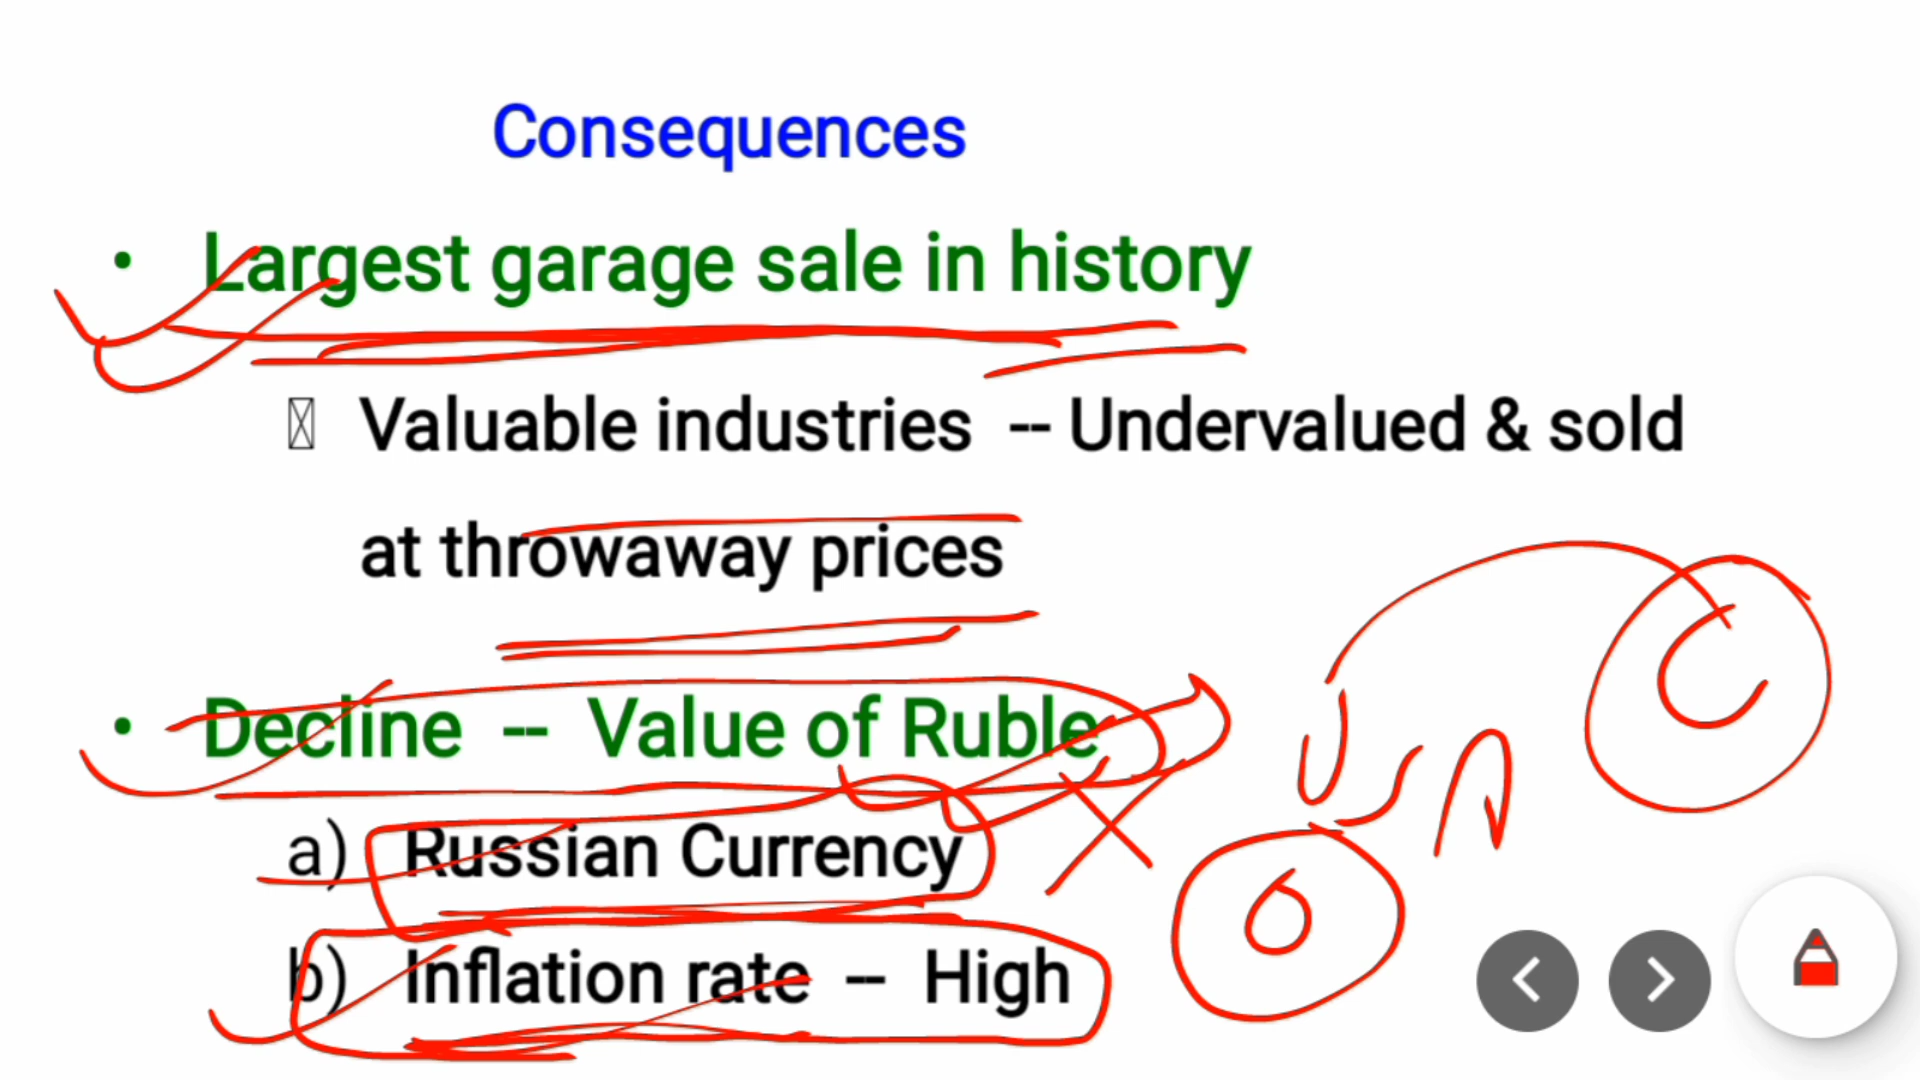 Consequences
• Largest garage sale in history
Valuable industries -- Undervalued & sold
at throwaway prices
• Decline -- Value of Ruble
a) Russian Currency
b) Inflation rate -- High